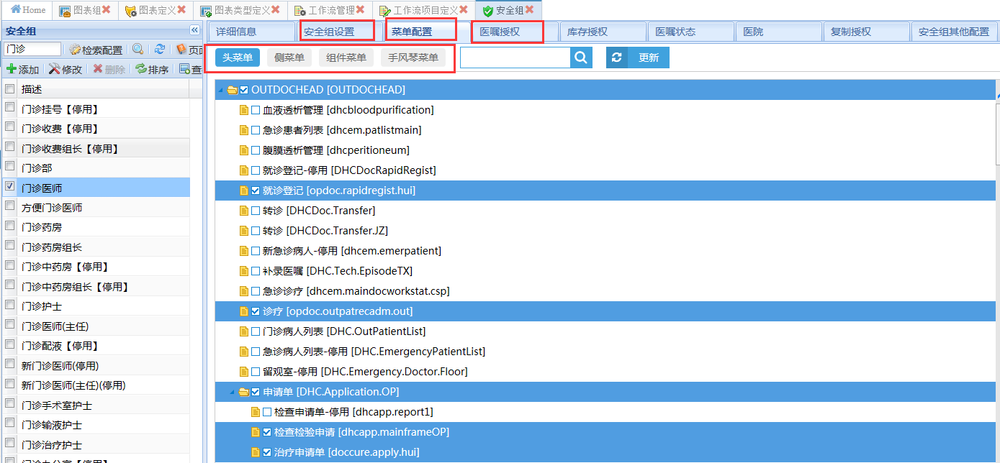 Home 图表组 图表定义 图表类型定义 工作流管理 工作流项目定义 安全组
安全组
门诊 检索配置 页面
添加 修改 删除 排序 查
描述
门诊挂号【停用】
门诊收费【停用】
门诊收费组长【停用】
门诊部
门诊医师
方便门诊医师
门诊药房
门诊药房组长
门诊中药房【停用】
门诊中药房组长【停用】
门诊护士
门诊医师(主任)
门诊配液【停用】
新门诊医师(停用)
新门诊医师(主任)(停用)
门诊手术室护士
门诊输液护士
门诊治疗护士
门诊办公室【停用】
详细信息 安全组设置 菜单配置 医嘱授权 库存授权 医嘱状态 医院 复制授权 安全组其他配置
头菜单 侧菜单 组件菜单 手风琴菜单 更新
OUTDOCHEAD [OUTDOCHEAD]
血液透析管理 [dhcbloodpurification]
急诊患者列表 [dhcem.patlistmain]
腹膜透析管理 [dhcperitioneum]
就诊登记-停用 [DHCDocRapidRegist]
就诊登记 [opdoc.rapidregist.hui]
转诊 [DHCDoc.Transfer]
转诊 [DHCDoc.Transfer.JZ]
新急诊病人-停用 [dhcem.emerpatient]
补录医嘱 [DHC.Tech.EpisodeTX]
急诊诊疗 [dhcem.maindocworkstat.csp]
诊疗 [opdoc.outpatrecadm.out]
门诊病人列表 [DHC.OutPatientList]
急诊病人列表-停用 [DHC.EmergencyPatientList]
留观室-停用 [DHC.Emergency.Doctor.Floor]
申请单 [DHC.Application.OP]
检查申请单-停用 [dhcapp.report1]
检查检验申请 [dhcapp.mainframeOP]
治疗申请单 [doccure.apply.hui]